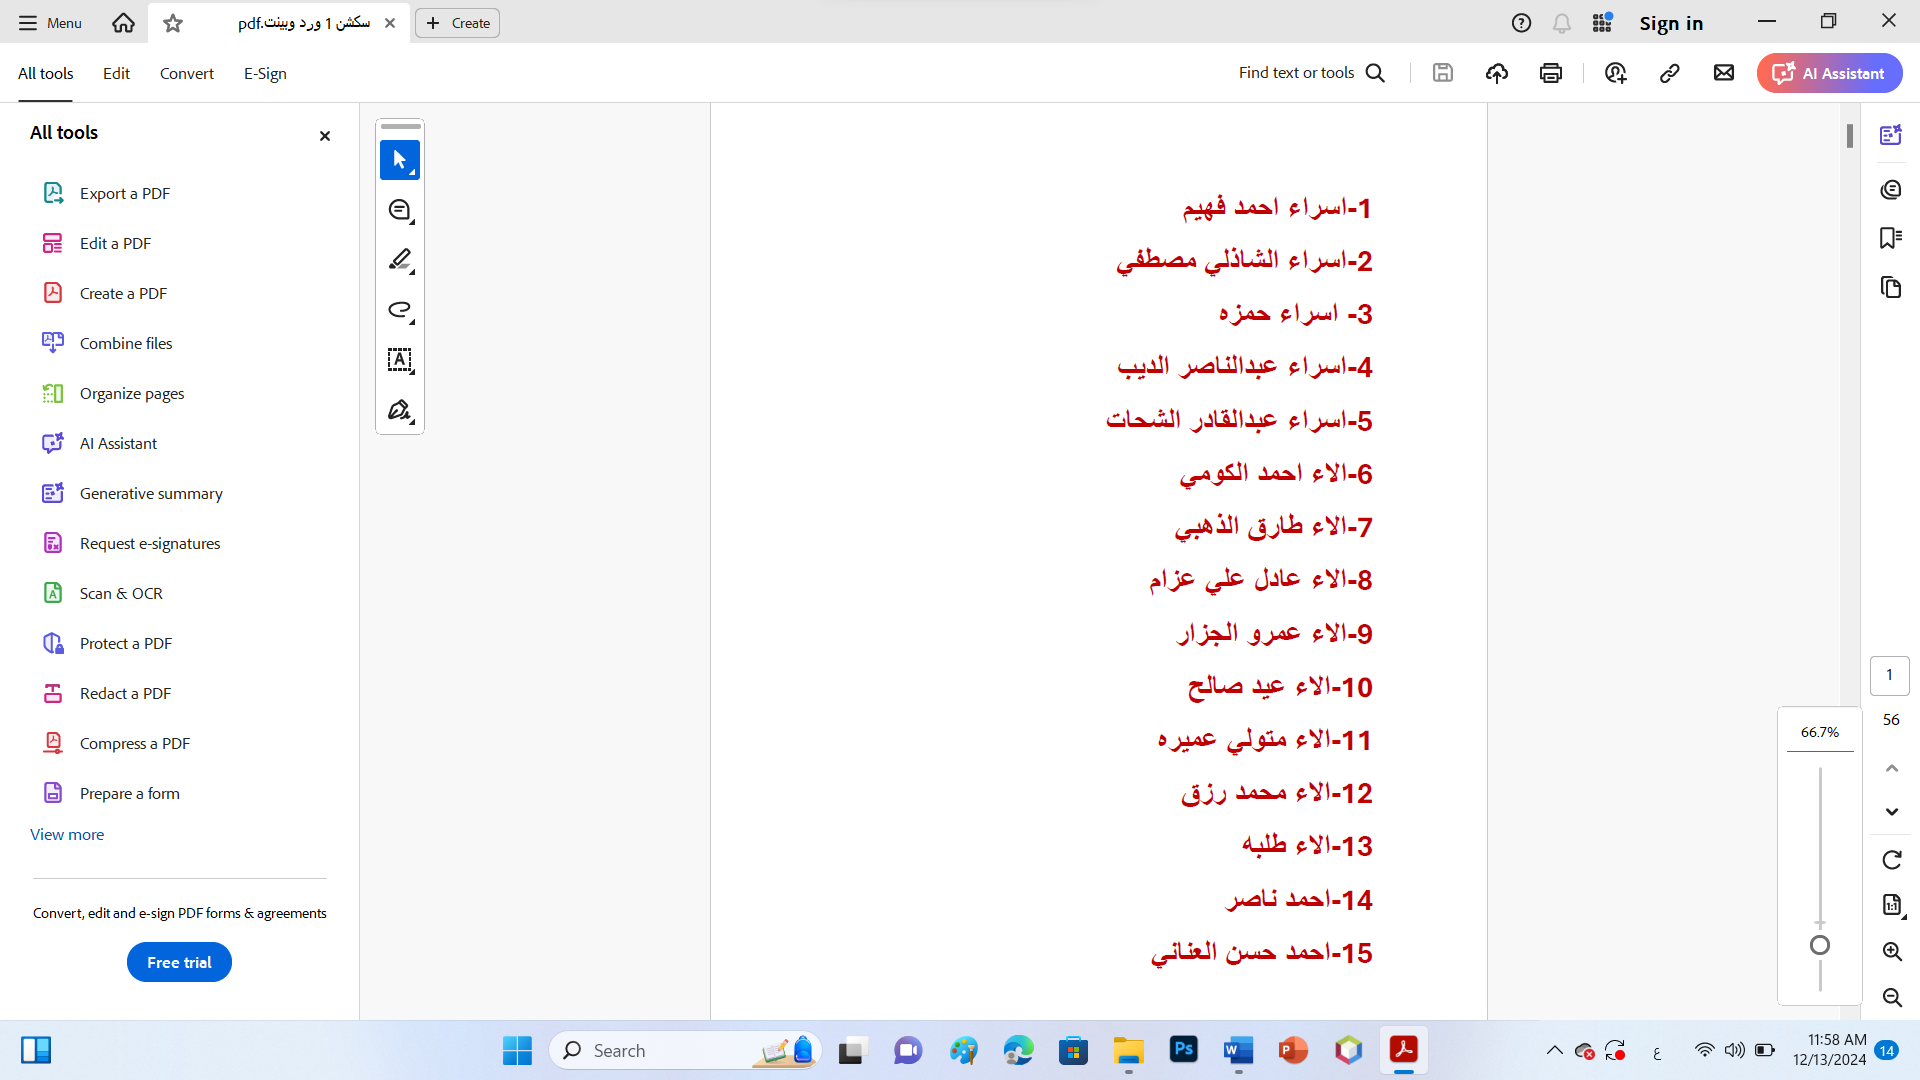 Menu
سكشن 1 ورد وبينت.pdf
Create
Sign in
All tools
Edit
Convert
E-Sign
Find text or tools
AI Assistant
All tools
Export a PDF
Edit a PDF
Create a PDF
Combine files
Organize pages
AI Assistant
Generative summary
Request e-signatures
Scan & OCR
Protect a PDF
Redact a PDF
Compress a PDF
Prepare a form
View more
Convert, edit and e-sign PDF forms & agreements
Free trial
1-اسراء احمد فهيم
2-اسراء الشاذلي مصطفي
3- اسراء حمزه
4-اسراء عبدالناصر الديب
5-اسراء عبدالقادر الشحات
6-الاء احمد الكومي
7-الاء طارق الذهبي
8-الاء عادل علي عزام
9-الاء عمرو الجزار
10-الاء عيد صالح
11-الاء متولي عميره
12-الاء محمد رزق
13-الاء طلبه
14-احمد ناصر
15-احمد حسن العناني
1
56
66.7%
1:1
Search
Ps
W
P
ع
11:58 AM
12/13/2024
14